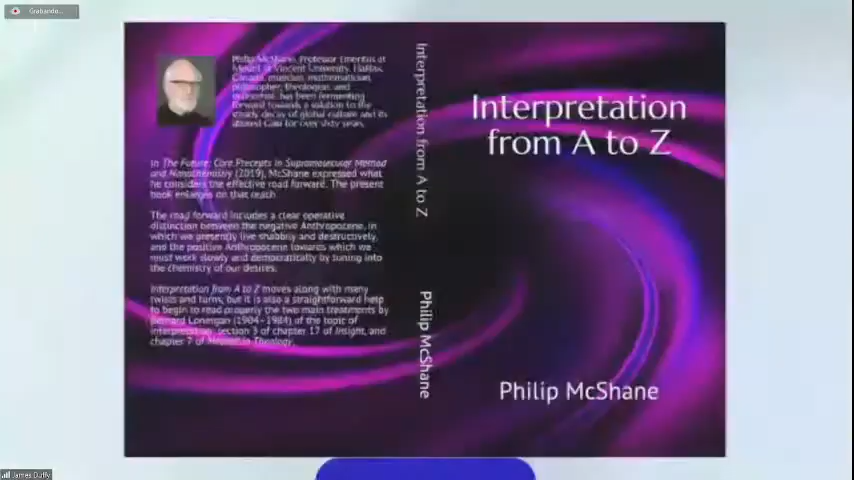 Grabando...
Philip McShane, Professor Emeritus at
Mount St Vincent University, Halifax,
Canada, musician, mathematician,
philosopher, theologian, and
economist, has been fermenting
forward towards a solution to the
steady decay of global culture and its
abused Gaia for over sixty years.
In The Future: Core Precepts in Supramolecular Method
and Nanochemistry (2019), McShane expressed what
he considers the effective road forward. The present
book enlarges on that reach.
The road forward includes a clear operative
distinction between the negative Anthropocene, in
which we presently live shabbily and destructively,
and the positive Anthropocene towards which we
must work slowly and democratically by tuning into
the chemistry of our desires.
Interpretation from A to Z moves along with many
twists and turns, but it is also a straightforward help
to begin to read properly the two main treatments by
Bernard Lonergan (1904-1984) of the topic of
interpretation: section 3 of chapter 17 of Insight, and
chapter 7 of Method in Theology.
Interpretation from A to Z
Philip McShane
Interpretation
from A to Z
Philip McShane
James Duffy